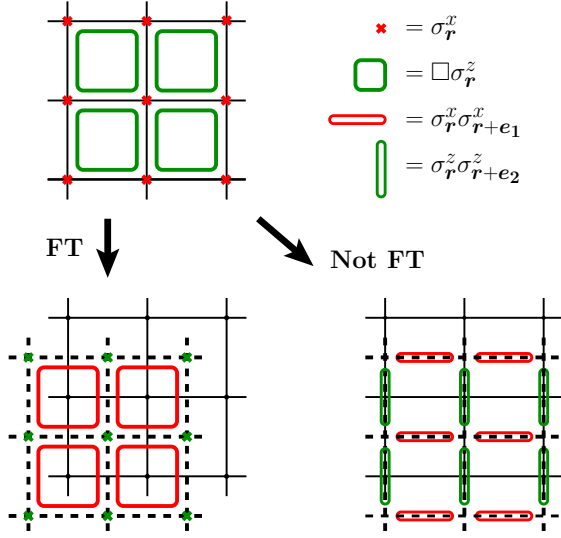 = σ^x_r
= □σ^z_r
= σ^x_r σ^x_{r+e_1}
= σ^z_r σ^z_{r+e_2}
FT
Not FT